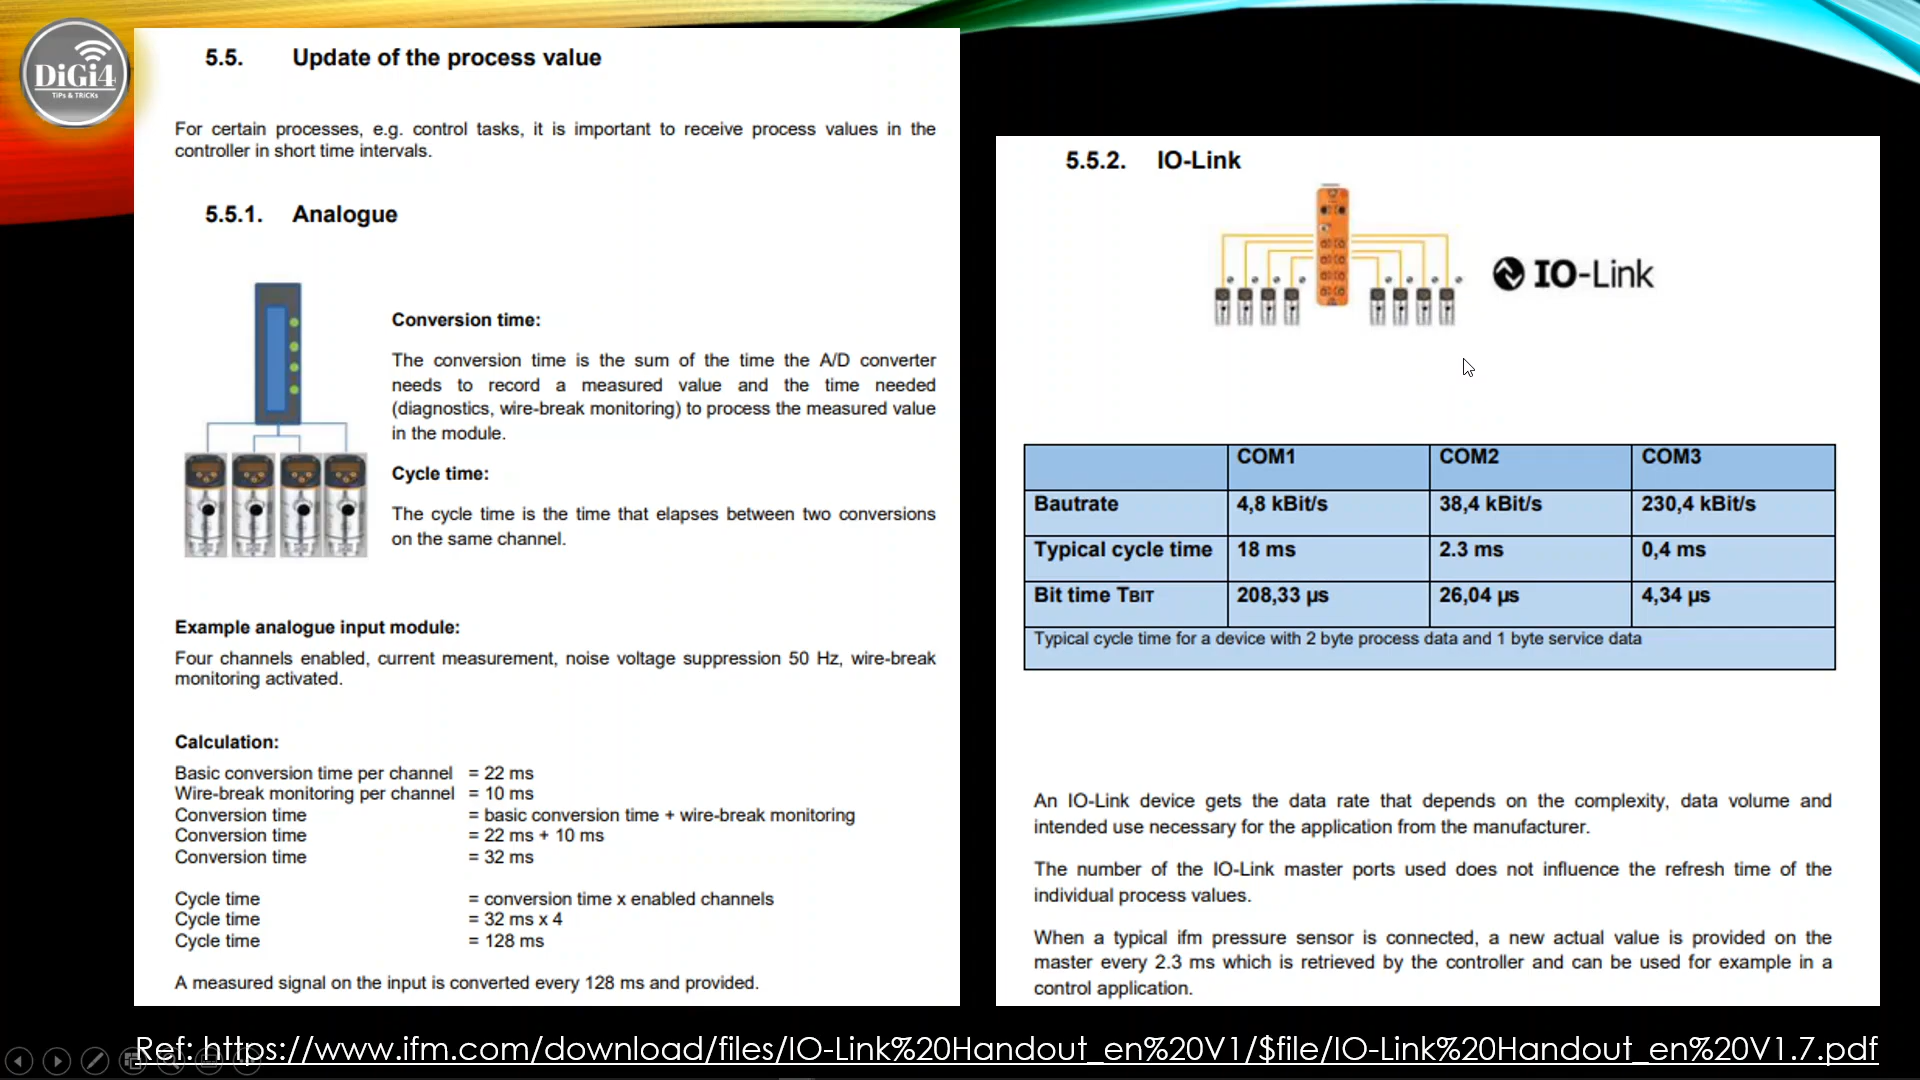 DiGi4
TiPs & TRiCKs
5.5. Update of the process value
For certain processes, e.g. control tasks, it is important to receive process values in the
controller in short time intervals.
5.5.1. Analogue
Conversion time:
The conversion time is the sum of the time the A/D converter
needs to record a measured value and the time needed
(diagnostics, wire-break monitoring) to process the measured value
in the module.
Cycle time:
The cycle time is the time that elapses between two conversions
on the same channel.
Example analogue input module:
Four channels enabled, current measurement, noise voltage suppression 50 Hz, wire-break
monitoring activated.
Calculation:
Basic conversion time per channel = 22 ms
Wire-break monitoring per channel = 10 ms
Conversion time = basic conversion time + wire-break monitoring
Conversion time = 22 ms + 10 ms
Conversion time = 32 ms
Cycle time = conversion time x enabled channels
Cycle time = 32 ms x 4
Cycle time = 128 ms
A measured signal on the input is converted every 128 ms and provided.
5.5.2. IO-Link
IO-Link
COM1 COM2 COM3
Bautrate 4,8 kBit/s 38,4 kBit/s 230,4 kBit/s
Typical cycle time 18 ms 2.3 ms 0,4 ms
Bit time TBIT 208,33 µs 26,04 µs 4,34 µs
Typical cycle time for a device with 2 byte process data and 1 byte service data
An IO-Link device gets the data rate that depends on the complexity, data volume and
intended use necessary for the application from the manufacturer.
The number of the IO-Link master ports used does not influence the refresh time of the
individual process values.
When a typical ifm pressure sensor is connected, a new actual value is provided on the
master every 2.3 ms which is retrieved by the controller and can be used for example in a
control application.
Ref: https://www.ifm.com/download/files/IO-Link%20Handout_en%20V1/$file/IO-Link%20Handout_en%20V1.7.pdf